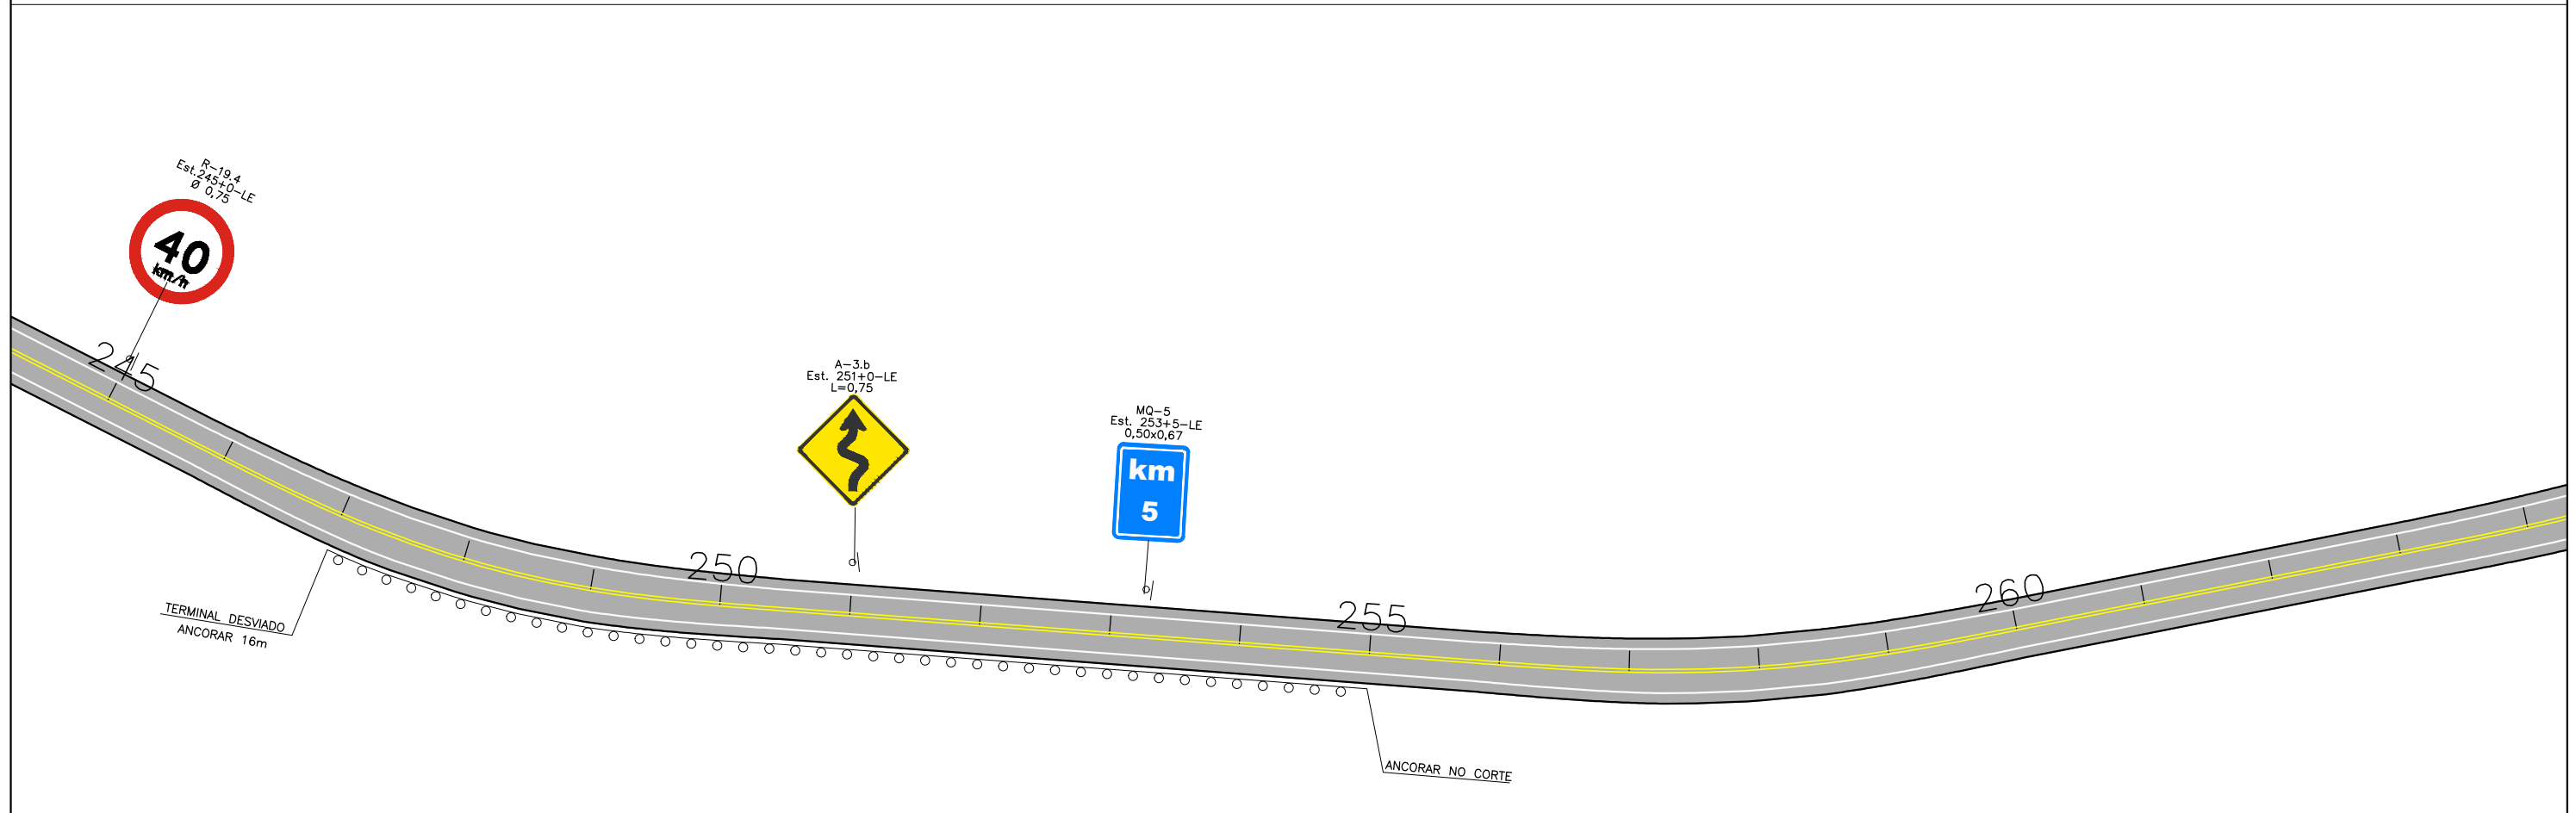 R-19.4
Est.245+0-LE
Ø 0,75
40
km/h
245
A-3.b
Est. 251+0-LE
L=0,75
MQ-5
Est. 253+5-LE
0,50x0,67
km
5
250
255
260
TERMINAL DESVIADO
ANCORAR 16m
ANCORAR NO CORTE